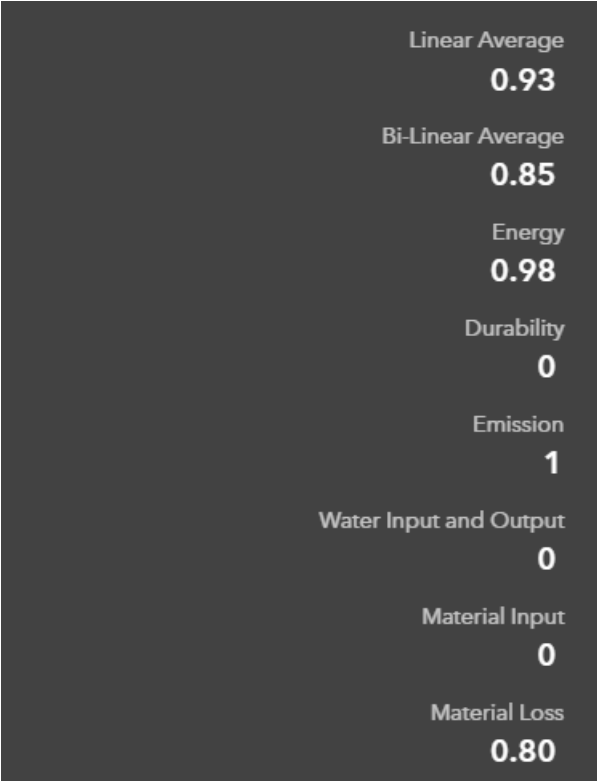 Linear Average
0.93
Bi-Linear Average
0.85
Energy
0.98
Durability
0
Emission
1
Water Input and Output
0
Material Input
0
Material Loss
0.80